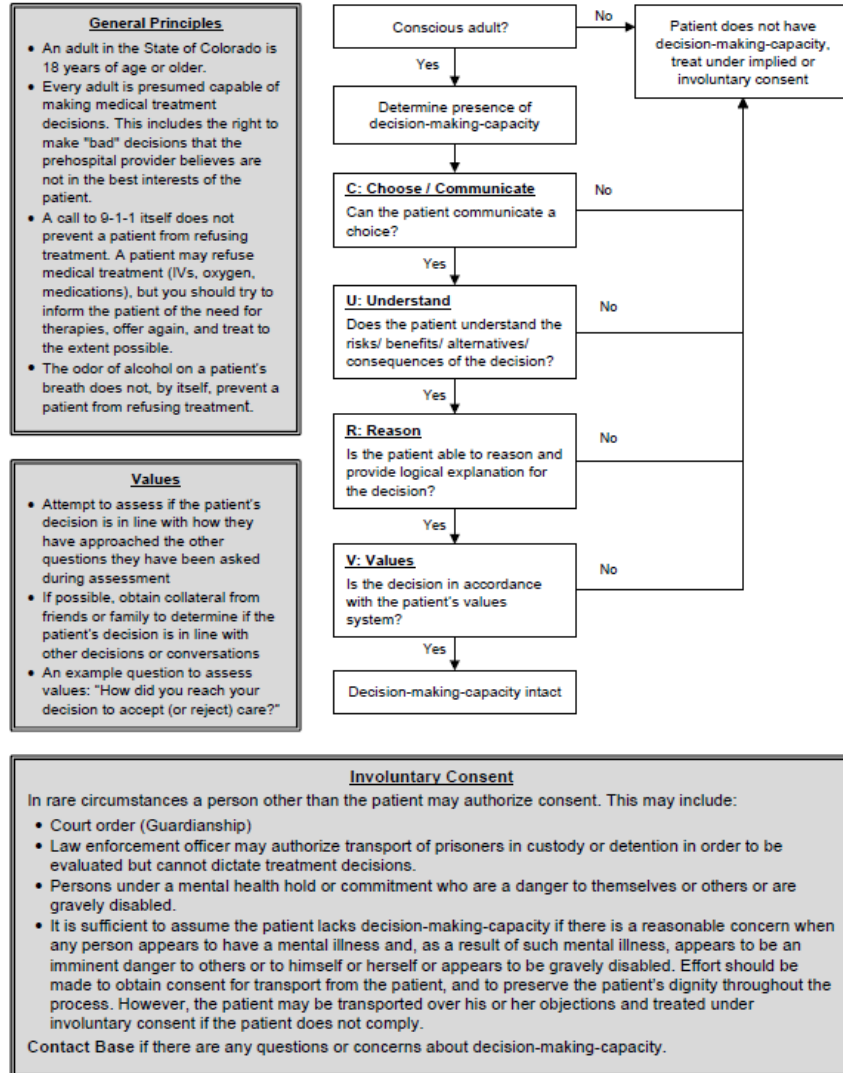 General Principles
• An adult in the State of Colorado is
18 years of age or older.
• Every adult is presumed capable of
making medical treatment
decisions. This includes the right to
make "bad" decisions that the
prehospital provider believes are
not in the best interests of the
patient.
• A call to 9-1-1 itself does not
prevent a patient from refusing
treatment. A patient may refuse
medical treatment (IVs, oxygen,
medications), but you should try to
inform the patient of the need for
therapies, offer again, and treat to
the extent possible.
• The odor of alcohol on a patient's
breath does not, by itself, prevent a
patient from refusing treatment.
Values
• Attempt to assess if the patient's
decision is in line with how they
have approached the other
questions they have been asked
during assessment
• If possible, obtain collateral from
friends or family to determine if the
patient's decision is in line with
other decisions or conversations
• An example question to assess
values: "How did you reach your
decision to accept (or reject) care?"
Conscious adult?
No
Patient does not have
decision-making-capacity,
treat under implied or
involuntary consent
Yes
Determine presence of
decision-making-capacity
C: Choose / Communicate
Can the patient communicate a
choice?
No
Yes
U: Understand
Does the patient understand the
risks/ benefits/ alternatives/
consequences of the decision?
No
Yes
R: Reason
Is the patient able to reason and
provide logical explanation for
the decision?
No
Yes
V: Values
Is the decision in accordance
with the patient's values
system?
No
Yes
Decision-making-capacity intact
Involuntary Consent
In rare circumstances a person other than the patient may authorize consent. This may include:
• Court order (Guardianship)
• Law enforcement officer may authorize transport of prisoners in custody or detention in order to be
evaluated but cannot dictate treatment decisions.
• Persons under a mental health hold or commitment who are a danger to themselves or others or are
gravely disabled.
• It is sufficient to assume the patient lacks decision-making-capacity if there is a reasonable concern when
any person appears to have a mental illness and, as a result of such mental illness, appears to be an
imminent danger to others or to himself or herself or appears to be gravely disabled. Effort should be
made to obtain consent for transport from the patient, and to preserve the patient's dignity throughout the
process. However, the patient may be transported over his or her objections and treated under
involuntary consent if the patient does not comply.
Contact Base if there are any questions or concerns about decision-making-capacity.